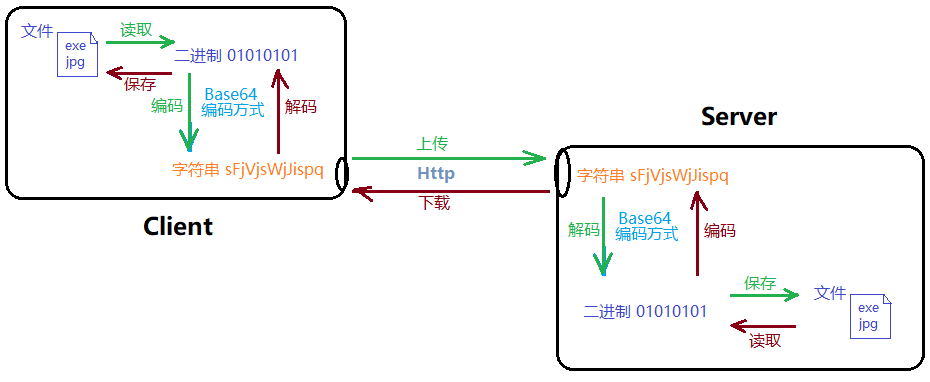 文件
exe
jpg
读取
二进制 01010101
保存
编码
Base64
编码方式
解码
字符串 sFjVjsWjJispq
Client
上传
Http
下载
Server
字符串 sFjVjsWjJispq
解码
Base64
编码方式
编码
二进制 01010101
保存
读取
文件
exe
jpg